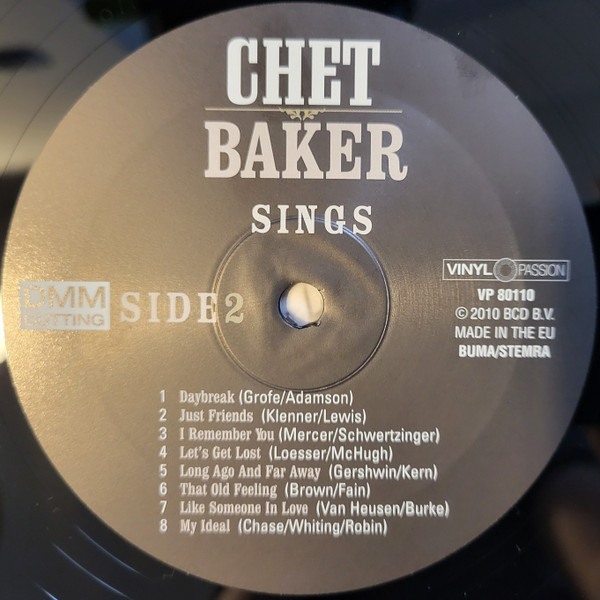 CHET
BAKER
SINGS
VINYL PASSION
VP 80110
© 2010 BCD B.V.
MADE IN THE EU
BUMA/STEMRA
DMM
CUTTING
SIDE 2
1 Daybreak (Grofe/Adamson)
2 Just Friends (Klenner/Lewis)
3 I Remember You (Mercer/Schwertzinger)
4 Let's Get Lost (Loesser/McHugh)
5 Long Ago And Far Away (Gershwin/Kern)
6 That Old Feeling (Brown/Fain)
7 Like Someone In Love (Van Heusen/Burke)
8 My Ideal (Chase/Whiting/Robin)